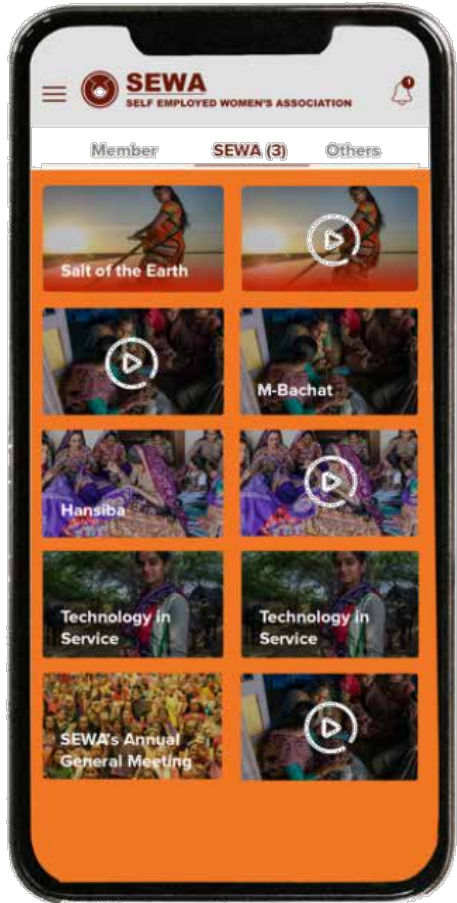 SEWA
SELF EMPLOYED WOMEN'S ASSOCIATION
Member SEWA (3) Others
Salt of the Earth
M-Bachat
Hansiba
Technology in
Service
Technology in
Service
SEWA's Annual
General Meeting